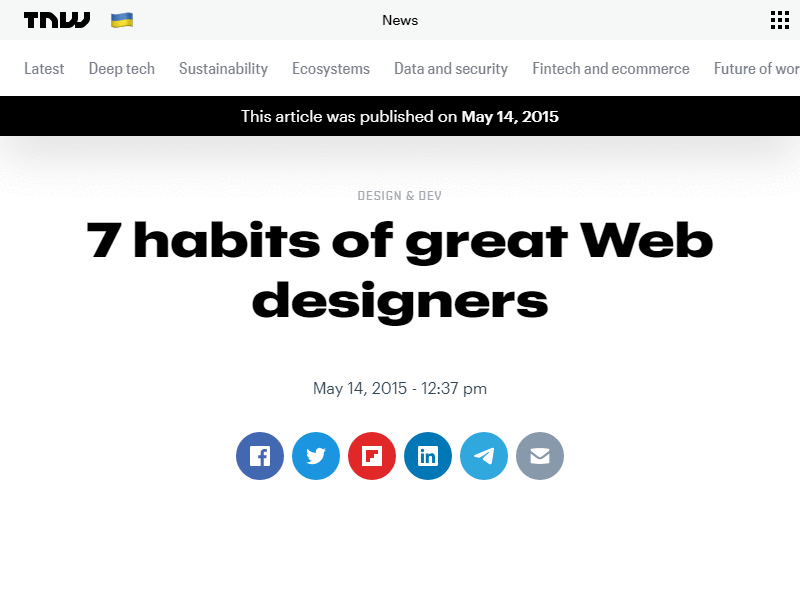 TNW News
Latest Deep tech Sustainability Ecosystems Data and security Fintech and ecommerce Future of wor
This article was published on May 14, 2015
DESIGN & DEV
7 habits of great Web
designers
May 14, 2015 - 12:37 pm